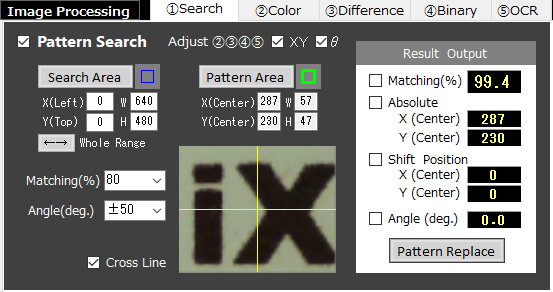 Image Processing ①Search ②Color ③Difference ④Binary ⑤OCR
Pattern Search Adjust ②③④⑤ XY θ
Search Area Pattern Area
X(Left) 0 W 640 X(Center) 287 W 57
Y(Top) 0 H 480 Y(Center) 230 H 47
←→ Whole Range
Matching(%) 80
Angle(deg.) ±50
Cross Line
iX
Result Output
Matching(%) 99.4
Absolute
X (Center) 287
Y (Center) 230
Shift Position
X (Center) 0
Y (Center) 0
Angle (deg.) 0.0
Pattern Replace